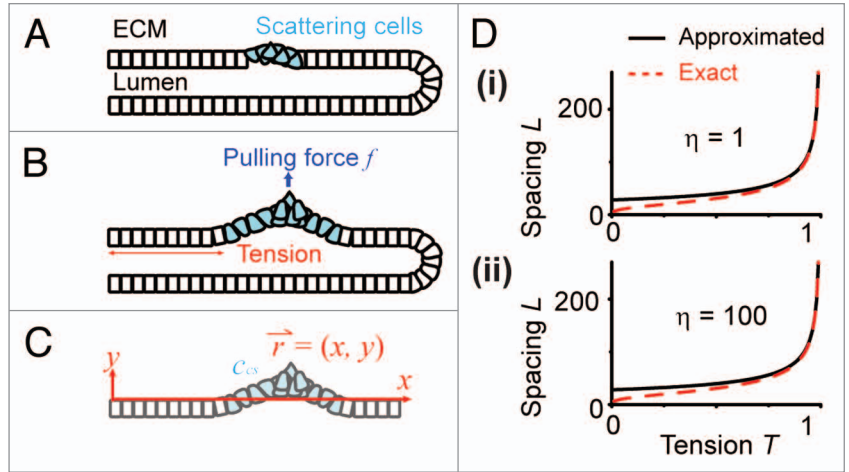 A
ECM
Scattering cells
Lumen
B
Pulling force f
Tension
C
y
c_cs
r⃗ = (x, y)
x
D
Approximated
Exact
(i)
Spacing L
200
0
η = 1
0
1
(ii)
Spacing L
200
0
η = 100
0
1
Tension T